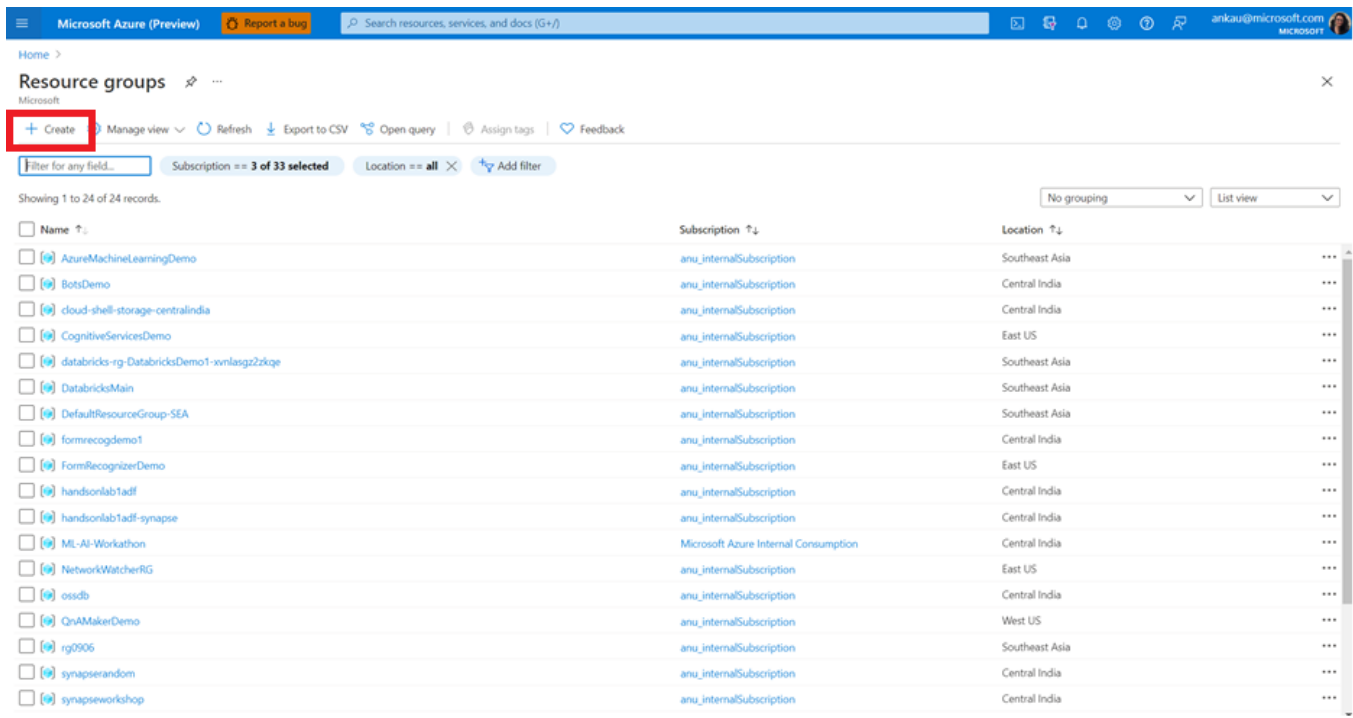 Microsoft Azure (Preview) Report a bug Search resources, services, and docs (G+/) ankau@microsoft.com
MICROSOFT
Home >
Resource groups ...
Microsoft
+ Create Manage view Refresh Export to CSV Open query Assign tags Feedback
Filter for any field... Subscription == 3 of 33 selected Location == all Add filter
Showing 1 to 24 of 24 records. No grouping List view
Name ↑↓ Subscription ↑↓ Location ↑↓
AzureMachineLearningDemo anu_internalSubscription Southeast Asia ...
BotsDemo anu_internalSubscription Central India ...
cloud-shell-storage-centralindia anu_internalSubscription Central India ...
CognitiveServicesDemo anu_internalSubscription East US ...
databricks-rg-DatabricksDemo1-xvnlasgz2zkqe anu_internalSubscription Southeast Asia ...
DatabricksMain anu_internalSubscription Southeast Asia ...
DefaultResourceGroup-SEA anu_internalSubscription Southeast Asia ...
formrecogdemo1 anu_internalSubscription Central India ...
FormRecognizerDemo anu_internalSubscription East US ...
handsonlab1adf anu_internalSubscription Central India ...
handsonlab1adf-synapse anu_internalSubscription Central India ...
ML-AI-Workathon Microsoft Azure Internal Consumption Central India ...
NetworkWatcherRG anu_internalSubscription East US ...
ossdb anu_internalSubscription Central India ...
QnAMakerDemo anu_internalSubscription West US ...
rg0906 anu_internalSubscription Southeast Asia ...
synapserandom anu_internalSubscription Central India ...
synapseworkshop anu_internalSubscription Central India ...